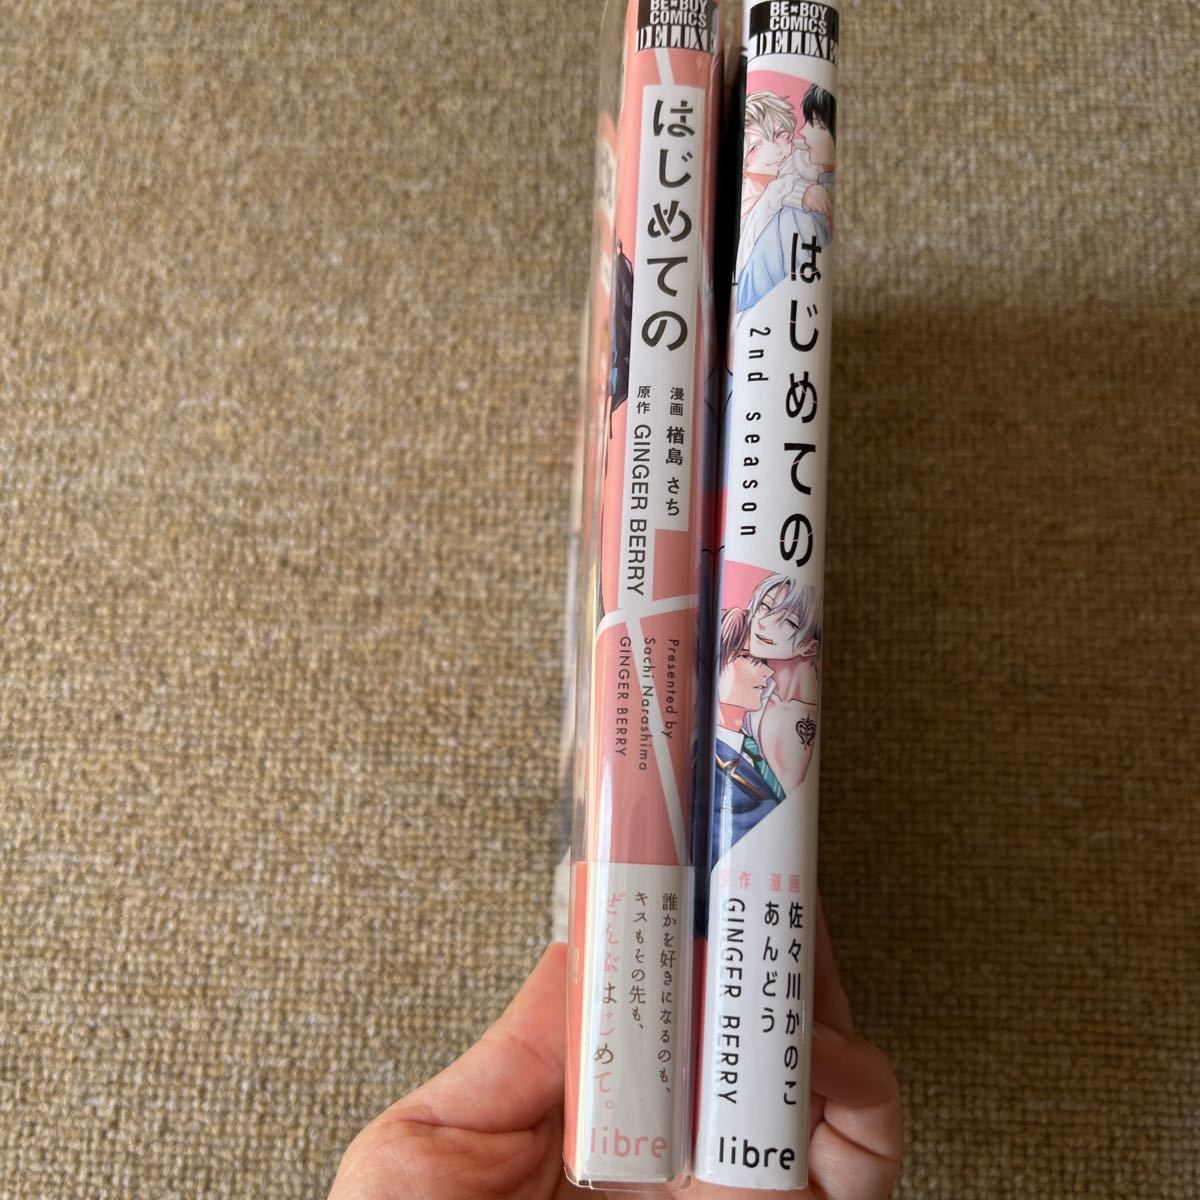 BE×BOY
COMICS
DELUXE
はじめての
漫画 楢島 さち
原作 GINGER BERRY
Presented by
Sachi Narashima
GINGER BERRY
誰かを好きになるのも、
キスもその先も、
ぜんぶはじめて。
libre
BE×BOY
COMICS
DELUXE
はじめての
2nd season
漫画
佐々川かのこ
あんどう
原作
GINGER BERRY
libre